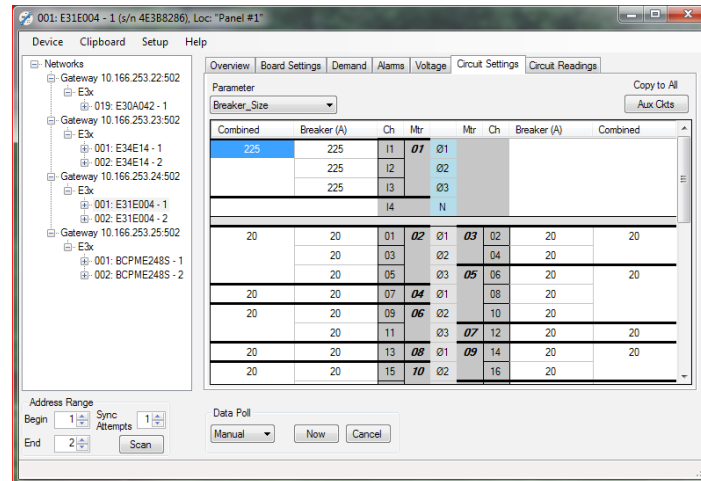 001: E31E004 - 1 (s/n 4E3B8286), Loc: "Panel #1"
Device Clipboard Setup Help
Networks
Gateway 10.166.253.22:502
E3x
019: E30A042 - 1
Gateway 10.166.253.23:502
E3x
001: E34E14 - 1
002: E34E14 - 2
Gateway 10.166.253.24:502
E3x
001: E31E004 - 1
002: E31E004 - 2
Gateway 10.166.253.25:502
E3x
001: BCPME248S - 1
002: BCPME248S - 2
Overview Board Settings Demand Alarms Voltage Circuit Settings Circuit Readings
Parameter Copy to All
Breaker_Size Aux Ckts
Combined Breaker (A) Ch Mtr Mtr Ch Breaker (A) Combined
225 225 I1 01 Ø1
225 I2 Ø2
225 I3 Ø3
I4 N
20 20 01 02 Ø1 03 02 20 20
20 03 Ø2 04 20
20 05 Ø3 05 06 20 20
20 20 07 04 Ø1 08 20
20 20 09 06 Ø2 10 20
20 11 Ø3 07 12 20 20
20 20 13 08 Ø1 09 14 20 20
20 20 15 10 Ø2 16 20
Address Range
Begin 1 Sync Attempts 1
End 2 Scan
Data Poll
Manual Now Cancel